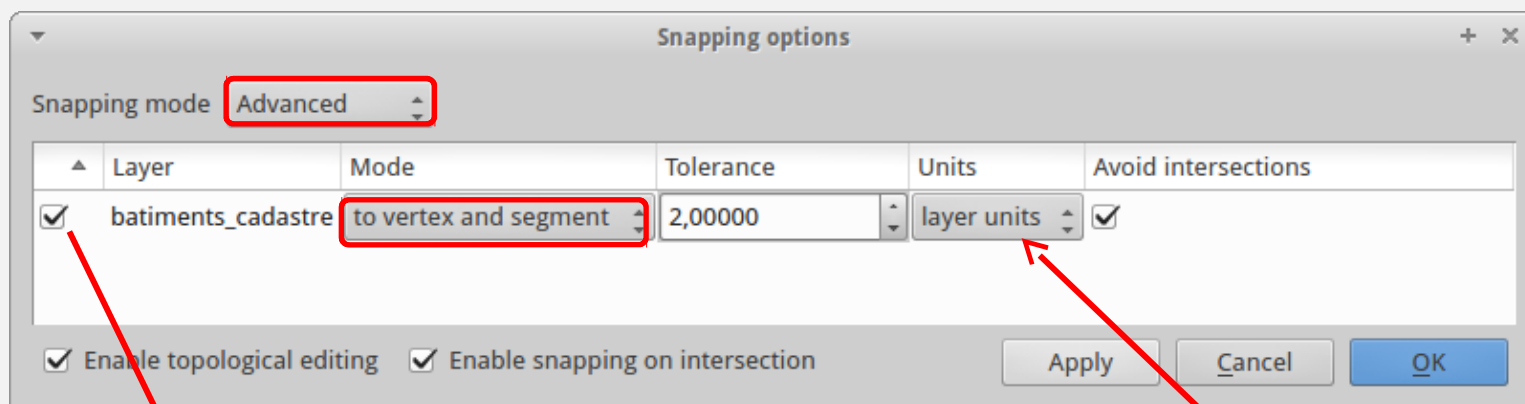 Snapping options
Snapping mode Advanced
Layer Mode Tolerance Units Avoid intersections
batiments_cadastre to vertex and segment 2,00000 layer units
Enable topological editing Enable snapping on intersection Apply Cancel OK